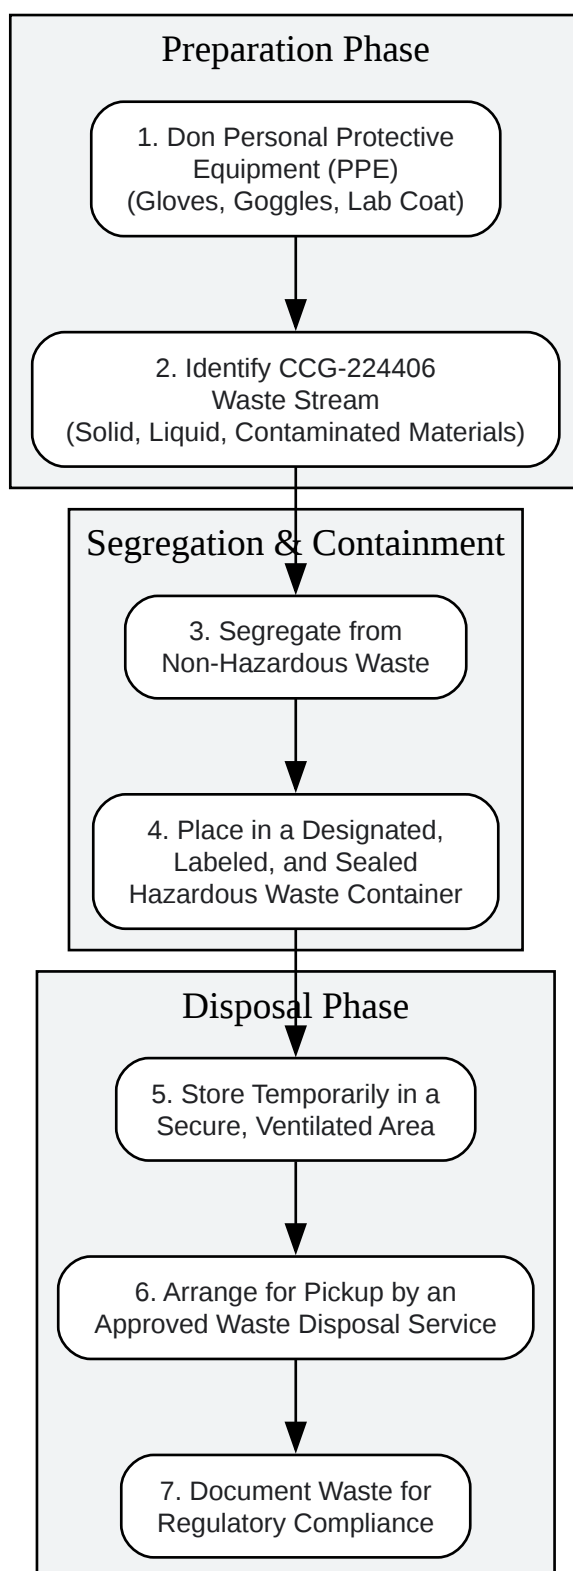 Preparation Phase
1. Don Personal Protective
Equipment (PPE)
(Gloves, Goggles, Lab Coat)
2. Identify CCG-224406
Waste Stream
(Solid, Liquid, Contaminated Materials)
Segregation & Containment
3. Segregate from
Non-Hazardous Waste
4. Place in a Designated,
Labeled, and Sealed
Hazardous Waste Container
Disposal Phase
5. Store Temporarily in a
Secure, Ventilated Area
6. Arrange for Pickup by an
Approved Waste Disposal Service
7. Document Waste for
Regulatory Compliance